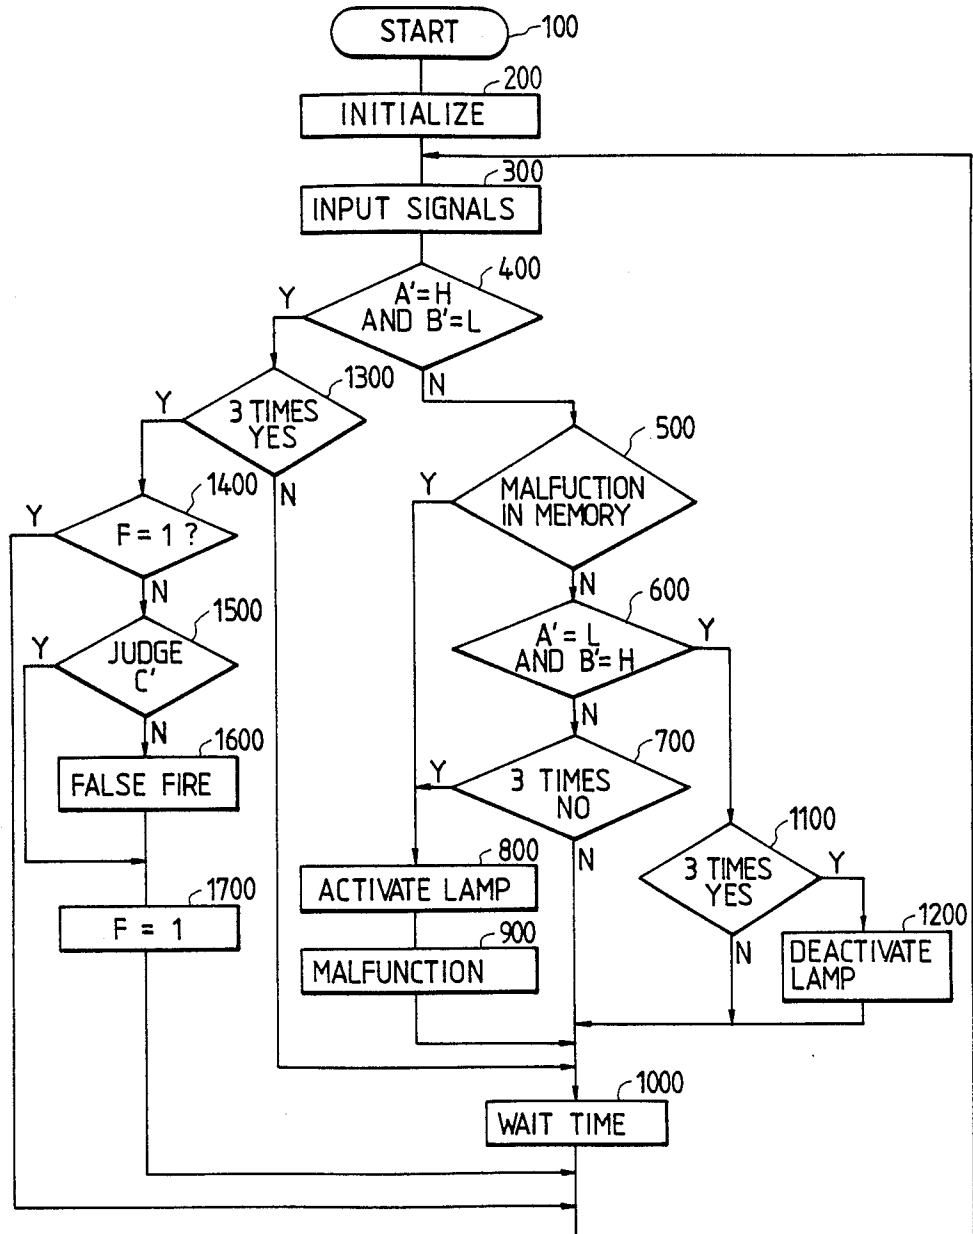 START
100
200
INITIALIZE
300
INPUT SIGNALS
400
Y
A'=H
AND B'=L
N
1300
Y
3 TIMES
YES
N
500
Y
MALFUCTION
IN MEMORY
N
1400
Y
F = 1 ?
N
600
A' = L
AND B'= H
Y
N
1500
Y
JUDGE
C'
N
700
Y
3 TIMES
NO
N
1600
FALSE FIRE
1100
3 TIMES
YES
Y
N
800
ACTIVATE LAMP
1700
F = 1
900
MALFUNCTION
1200
DEACTIVATE
LAMP
1000
WAIT TIME